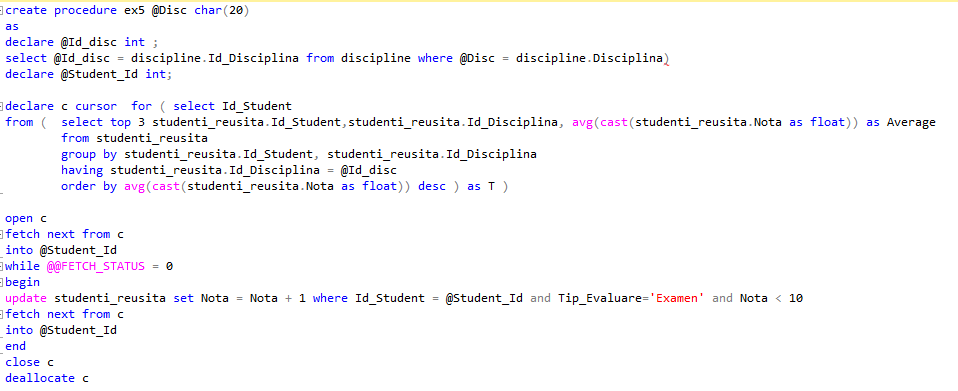 create procedure ex5 @Disc char(20)
as
declare @Id_disc int ;
select @Id_disc = discipline.Id_Disciplina from discipline where @Disc = discipline.Disciplina)
declare @Student_Id int;
declare c cursor  for ( select Id_Student
from (  select top 3 studenti_reusita.Id_Student,studenti_reusita.Id_Disciplina, avg(cast(studenti_reusita.Nota as float)) as Average
from studenti_reusita
group by studenti_reusita.Id_Student, studenti_reusita.Id_Disciplina
having studenti_reusita.Id_Disciplina = @Id_disc
order by avg(cast(studenti_reusita.Nota as float)) desc ) as T )
open c
fetch next from c
into @Student_Id
while @@FETCH_STATUS = 0
begin
update studenti_reusita set Nota = Nota + 1 where Id_Student = @Student_Id and Tip_Evaluare='Examen' and Nota < 10
fetch next from c
into @Student_Id
end
close c
deallocate c